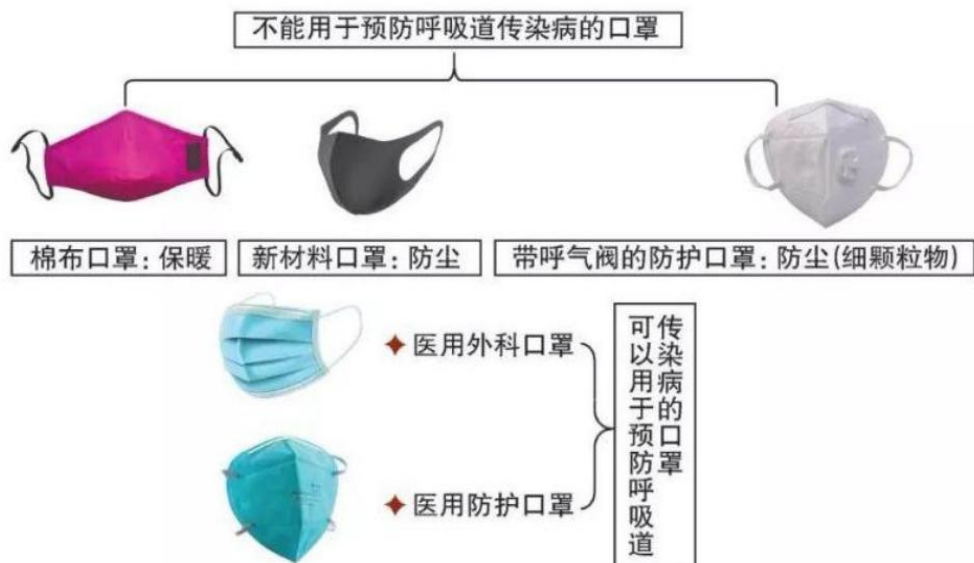 不能用于预防呼吸道传染病的口罩
棉布口罩：保暖
新材料口罩：防尘
带呼气阀的防护口罩：防尘(细颗粒物)
医用外科口罩
医用防护口罩
可以用于预防呼吸道
传染病的口罩